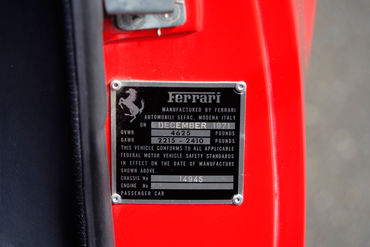 Ferrari
MANUFACTURED BY FERRARI
AUTOMOBILI SEFAC, MODENA ITALY
ON DECEMBER 1971
GVWR 4625 POUNDS
GAWR 2215 - 2410 POUNDS
THIS VEHICLE CONFORMS TO ALL APPLICABLE
FEDERAL MOTOR VEHICLE SAFETY STANDARDS
IN EFFECT ON THE DATE OF MANUFACTURE
SHOWN ABOVE.
CHASSIS No 14945
ENGINE No
PASSENGER CAR